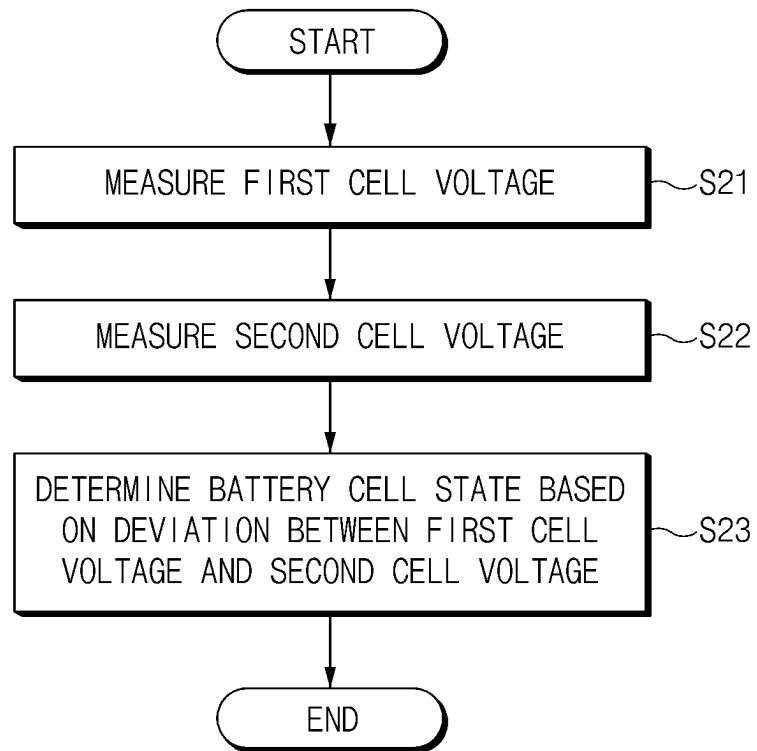 START
MEASURE FIRST CELL VOLTAGE
S21
MEASURE SECOND CELL VOLTAGE
S22
DETERMINE BATTERY CELL STATE BASED
ON DEVIATION BETWEEN FIRST CELL
VOLTAGE AND SECOND CELL VOLTAGE
S23
END